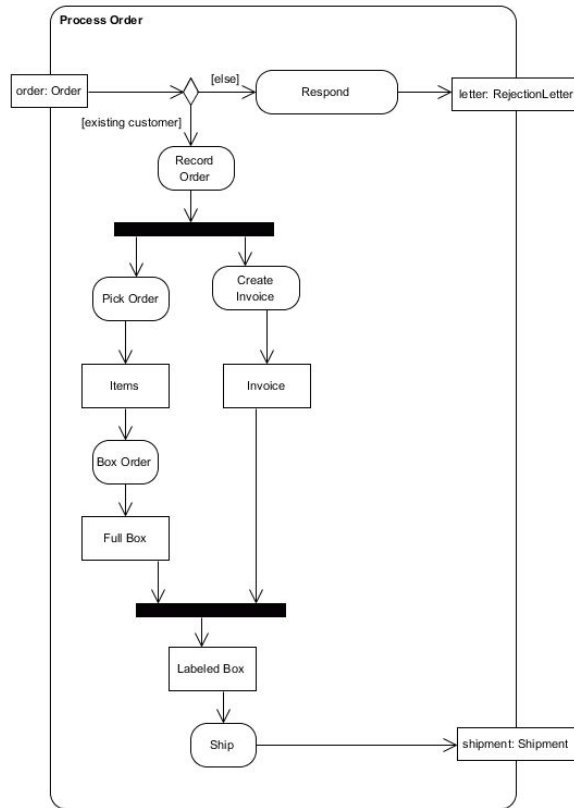 Process Order
order: Order
[else]
Respond
letter: RejectionLetter
[existing customer]
Record
Order
Pick Order
Create
Invoice
Items
Invoice
Box Order
Full Box
Labeled Box
Ship
shipment: Shipment